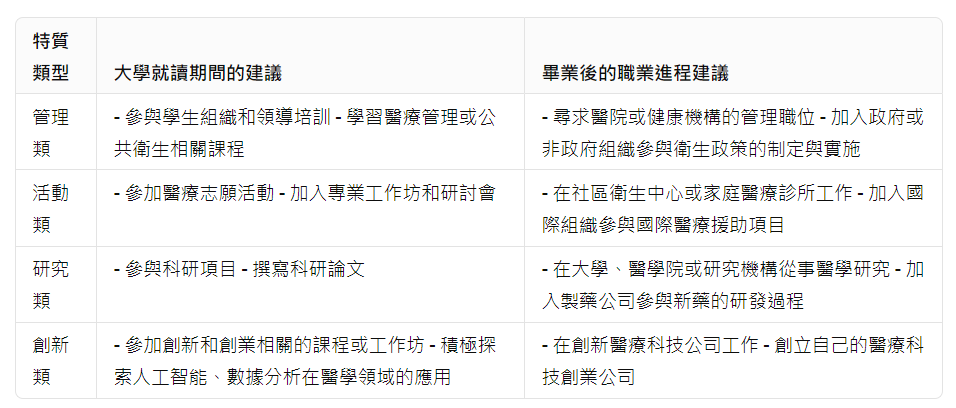 特質
類型
大學就讀期間的建議
畢業後的職業進程建議
管理
類
- 參與學生組織和領導培訓 - 學習醫療管理或公
共衛生相關課程
- 尋求醫院或健康機構的管理職位 - 加入政府或
非政府組織參與衛生政策的制定與實施
活動
類
- 參加醫療志願活動 - 加入專業工作坊和研討會
- 在社區衛生中心或家庭醫療診所工作 - 加入國
際組織參與國際醫療援助項目
研究
類
- 參與科研項目 - 撰寫科研論文
- 在大學、醫學院或研究機構從事醫學研究 - 加
入製藥公司參與新藥的研發過程
創新
類
- 參加創新和創業相關的課程或工作坊 - 積極探
索人工智能、數據分析在醫學領域的應用
- 在創新醫療科技公司工作 - 創立自己的醫療科
技創業公司